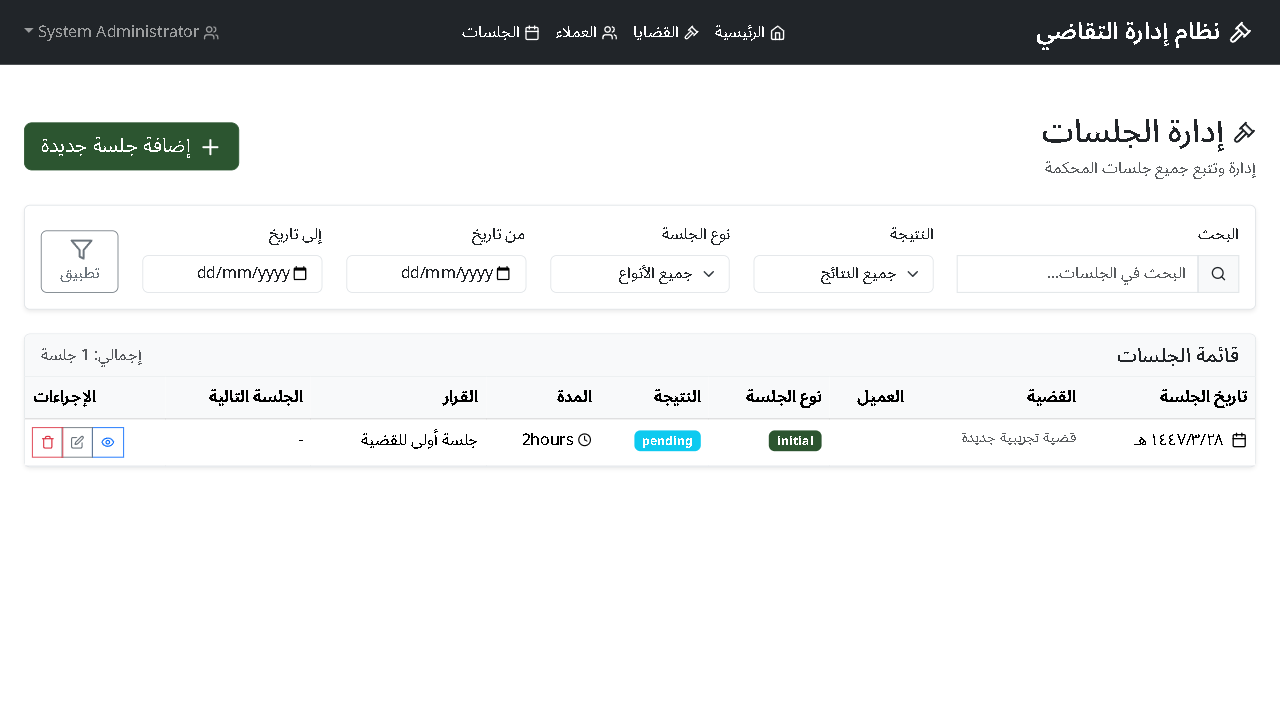 نظام إدارة التقاضي
الرئيسية
القضايا
العملاء
الجلسات
System Administrator
إدارة الجلسات
إدارة وتتبع جميع جلسات المحكمة
إضافة جلسة جديدة
البحث
النتيجة
نوع الجلسة
من تاريخ
إلى تاريخ
البحث في الجلسات...
جميع النتائج
جميع الأنواع
dd/mm/yyyy
dd/mm/yyyy
تطبيق
قائمة الجلسات
إجمالي: 1 جلسة
تاريخ الجلسة
القضية
العميل
نوع الجلسة
النتيجة
المدة
القرار
الجلسة التالية
الإجراءات
١٤٤٧/٣/٢٨ هـ
قضية تجريبية جديدة
initial
pending
2hours
جلسة أولى للقضية
-